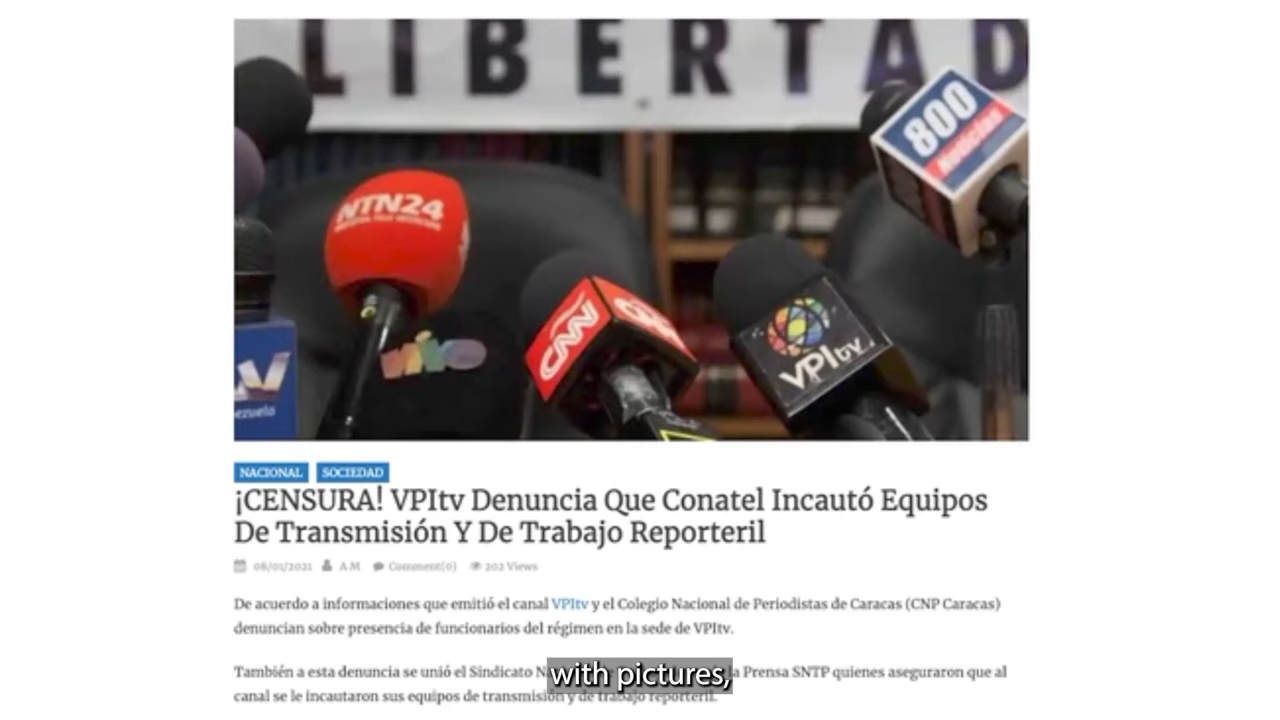 LIBERTAD
800
NOTICIAS
NTN24
CNN
VPItv
vivo
NACIONAL SOCIEDAD
¡CENSURA! VPItv Denuncia Que Conatel Incautó Equipos
De Transmisión Y De Trabajo Reporteril
08/01/2021 A M Comment(0) 202 Views
De acuerdo a informaciones que emitió el canal VPItv y el Colegio Nacional de Periodistas de Caracas (CNP Caracas)
denuncian sobre presencia de funcionarios del régimen en la sede de VPItv.
También a esta denuncia se unió el Sindicato la Prensa SNTP quienes aseguraron que al
canal se le incautaron sus equipos de transmisión y de trabajo reporteril.
with pictures,